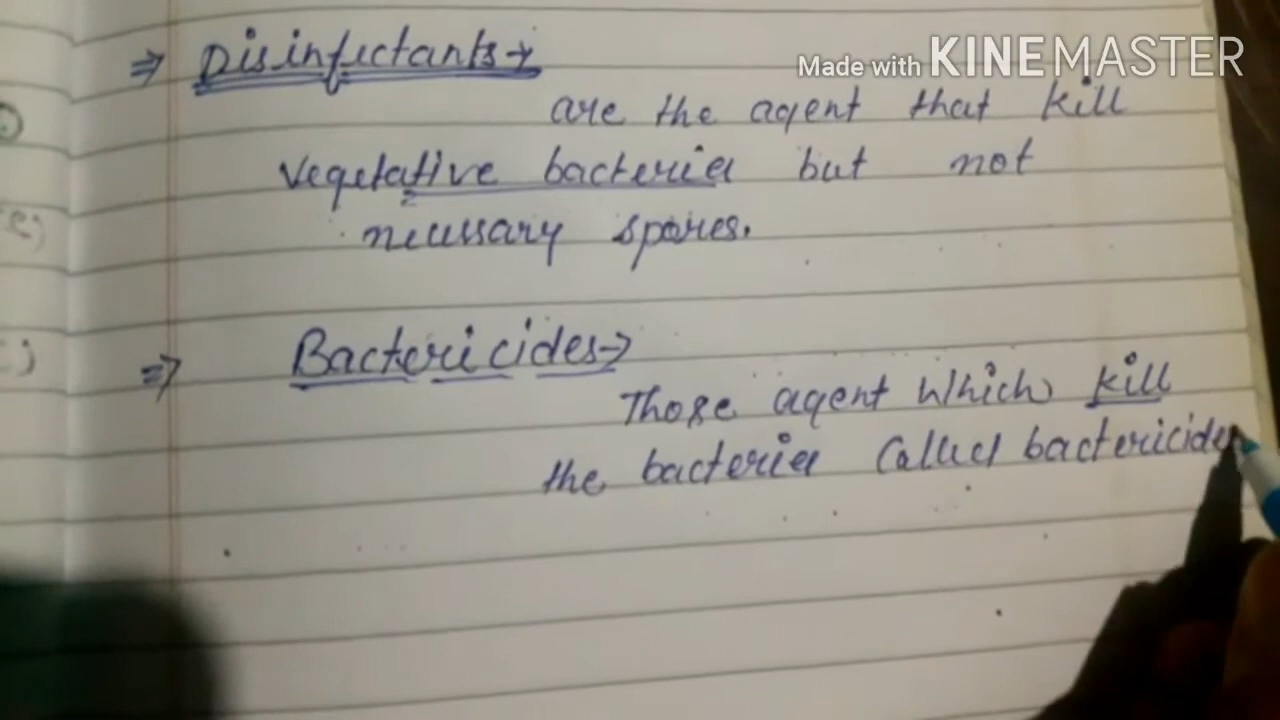 Made with KINEMASTER
⇒ Disinfectants→
are the agent that kill
vegetative bacteria but not
necessary spores.
⇒ Bactericides→
Those agent which kill
the bacteria called bactericides